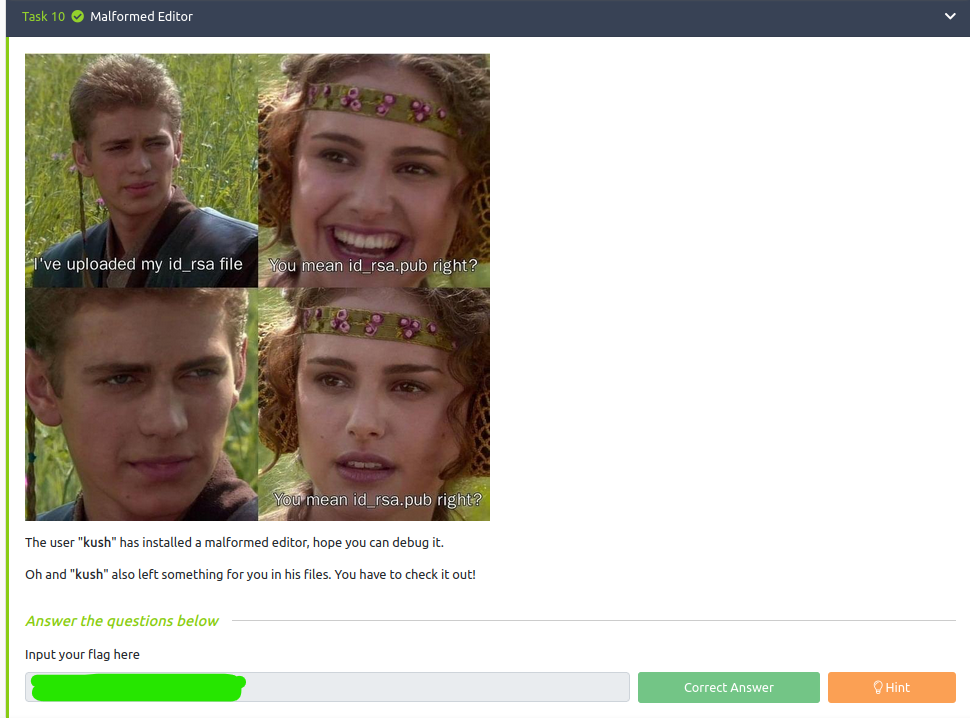 Task 10 Malformed Editor
I've uploaded my id_rsa file
You mean id_rsa.pub right?
You mean id_rsa.pub right?
The user "kush" has installed a malformed editor, hope you can debug it.
Oh and "kush" also left something for you in his files. You have to check it out!
Answer the questions below
Input your flag here
Correct Answer
Hint